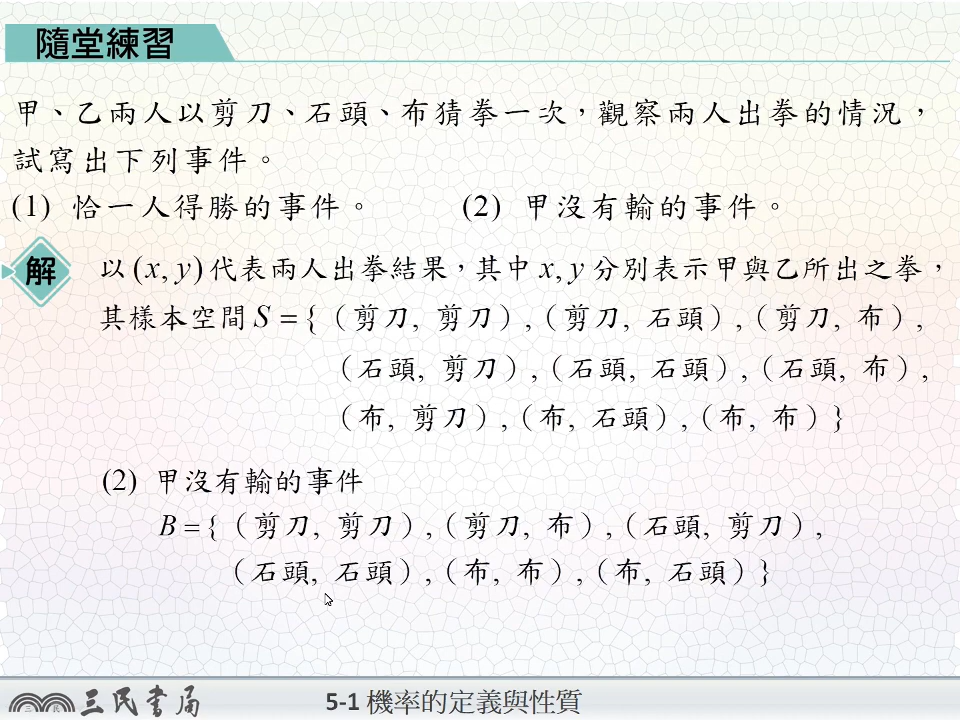 隨堂練習
甲、乙兩人以剪刀、石頭、布猜拳一次，觀察兩人出拳的情況，
試寫出下列事件。
(1) 恰一人得勝的事件。 (2) 甲沒有輸的事件。
解 以(x, y)代表兩人出拳結果，其中 x, y 分別表示甲與乙所出之拳，
其樣本空間 S = {（剪刀, 剪刀）,（剪刀, 石頭）,（剪刀, 布）,
（石頭, 剪刀）,（石頭, 石頭）,（石頭, 布）,
（布, 剪刀）,（布, 石頭）,（布, 布）}
(2) 甲沒有輸的事件
B = {（剪刀, 剪刀）,（剪刀, 布）,（石頭, 剪刀）,
（石頭, 石頭）,（布, 布）,（布, 石頭）}
三民書局 5-1 機率的定義與性質